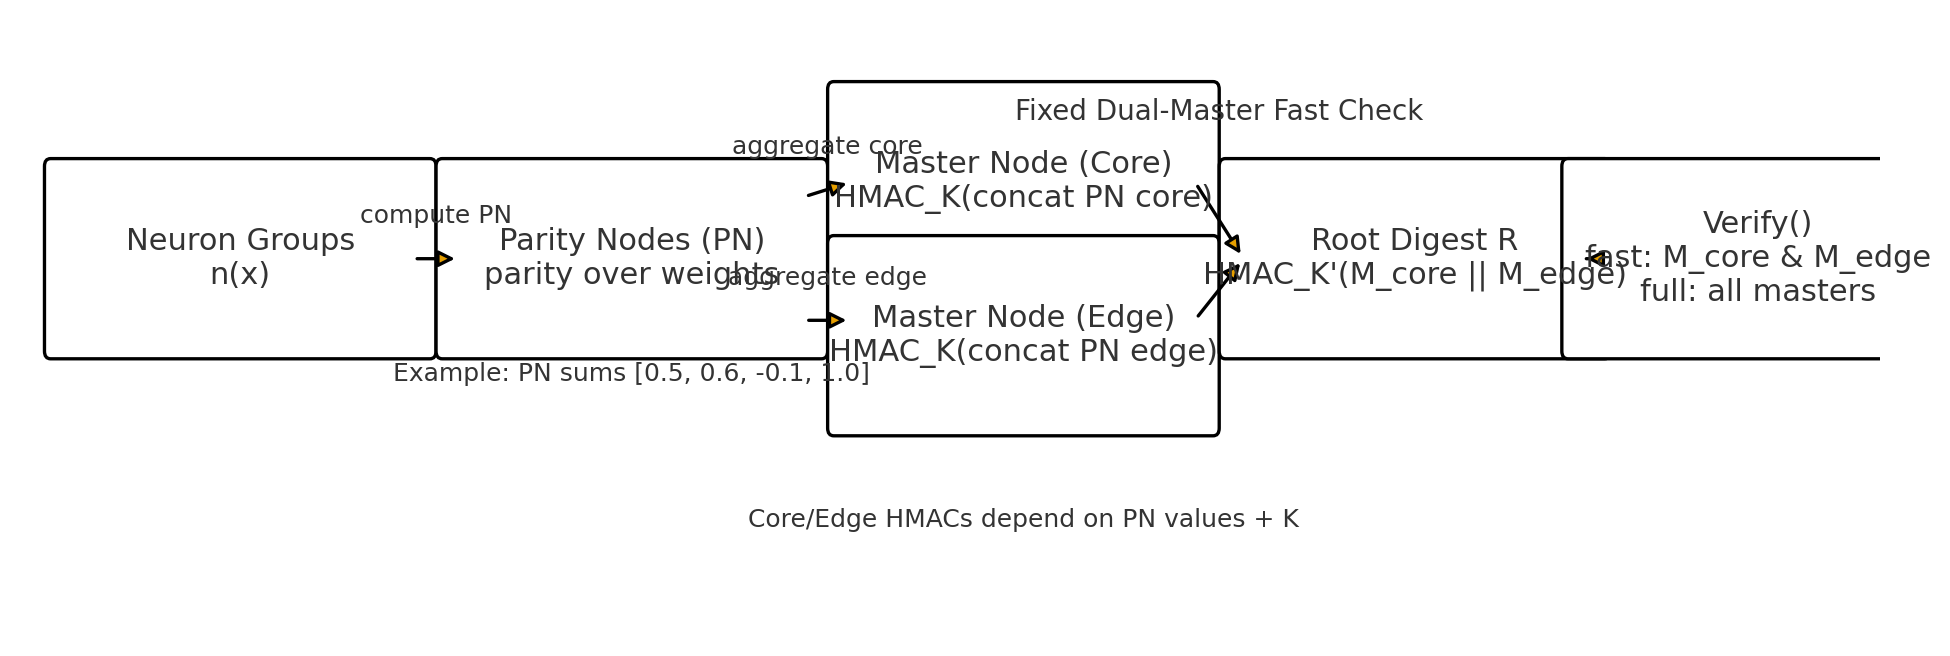 Fixed Dual-Master Fast Check
Neuron Groups
n(x)
compute PN
Parity Nodes (PN)
parity over weights
Example: PN sums [0.5, 0.6, -0.1, 1.0]
aggregate core
Master Node (Core)
HMAC_K(concat PN core)
aggregate edge
Master Node (Edge)
HMAC_K(concat PN edge)
Root Digest R
HMAC_K'(M_core || M_edge)
Verify()
fast: M_core & M_edge
full: all masters
Core/Edge HMACs depend on PN values + K